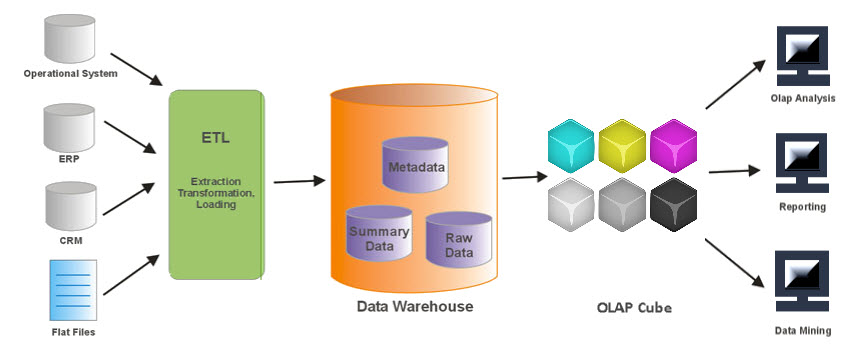 Operational System
ERP
CRM
Flat Files
ETL
Extraction
Transformation,
Loading
Metadata
Summary
Data
Raw
Data
Data Warehouse
OLAP Cube
Olap Analysis
Reporting
Data Mining